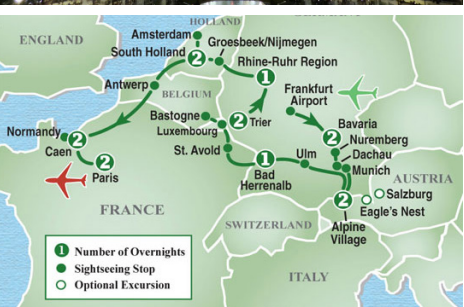 HOLLAND
ENGLAND
Amsterdam
South Holland
2
Groesbeek/Nijmegen
Rhine-Ruhr Region
1
Antwerp
BELGIUM
Frankfurt
Airport
Bastogne
Luxembourg
2
Trier
2
Bavaria
Nuremberg
Dachau
Munich
Normandy
2
Caen
2
Paris
St. Avold
1
Bad
Herrenalb
Ulm
AUSTRIA
Salzburg
Eagle's Nest
2
Alpine
Village
FRANCE
SWITZERLAND
ITALY
1 Number of Overnights
Sightseeing Stop
Optional Excursion